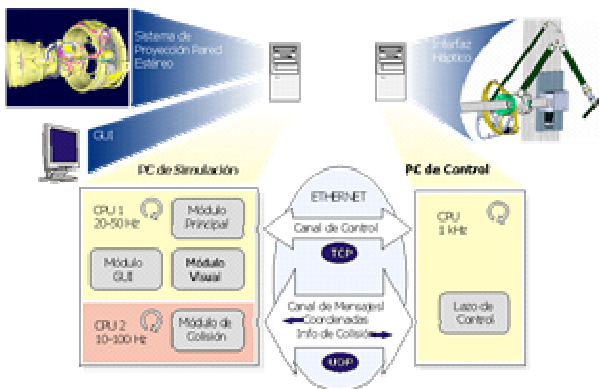 Sistema de
Proyección Pared
Estéreo
Interfaz
Háptico
GUI
PC de Simulación
PC de Control
ETHERNET
CPU 1
20-50 Hz
Módulo
Principal
Canal de Control
CPU
1 kHz
TCP
Módulo
GUI
Módulo
Visual
Canal de Mensajes/
Coordenadas
Info de Colisión
CPU 2
10-100 Hz
Módulo de
Colisión
Lazo de
Control
UDP